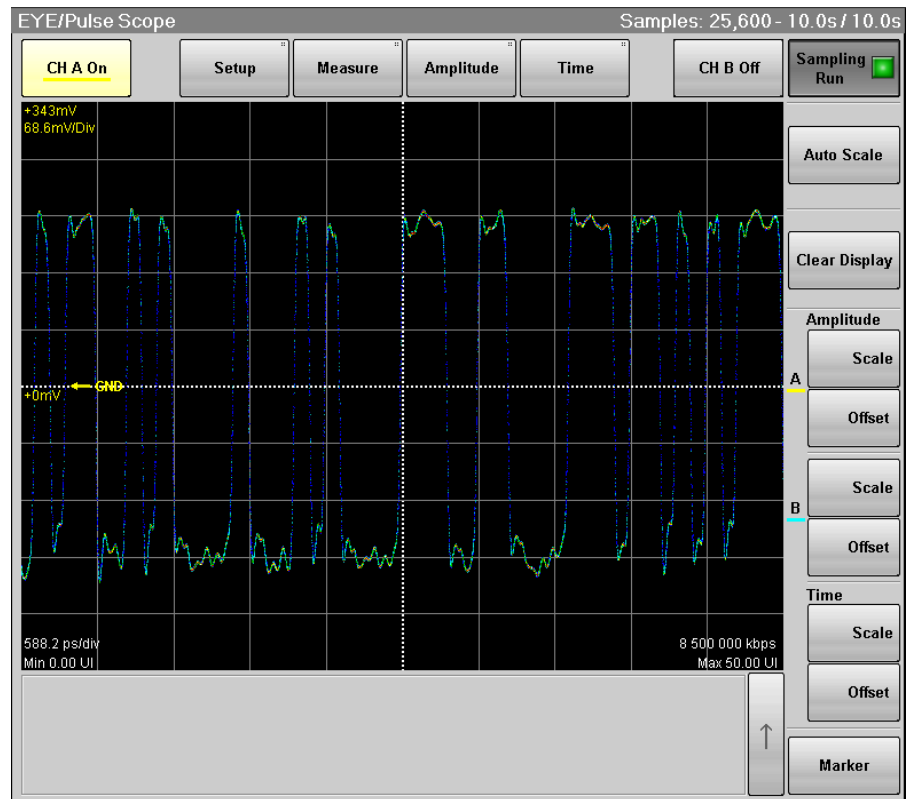 EYE/Pulse Scope
Samples: 25,600 - 10.0s / 10.0s
CH A On
Setup
Measure
Amplitude
Time
CH B Off
Sampling
Run
+343mV
68.6mV/Div
Auto Scale
Clear Display
Amplitude
Scale
A
GND
+0mV
Offset
Scale
B
Offset
Time
588.2 ps/div
8 500 000 kbps
Scale
Min 0.00 UI
Max 50.00 UI
Offset
Marker